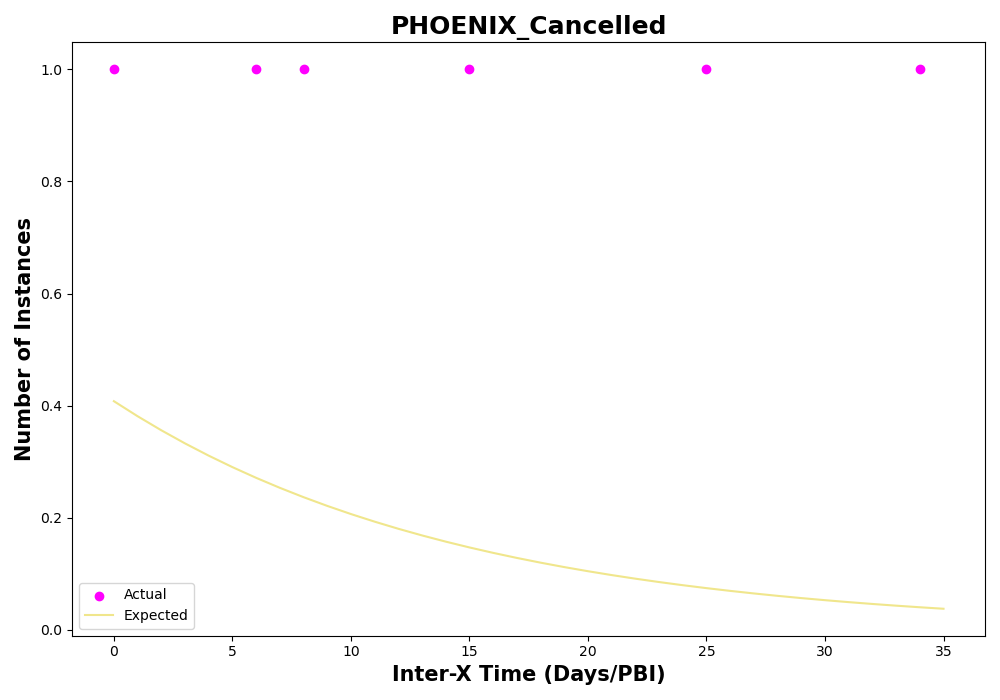 PHOENIX_Cancelled
Number of Instances
1.0
0.8
0.6
0.4
0.2
0.0
Actual
Expected
0 5 10 15 20 25 30 35
Inter-X Time (Days/PBI)